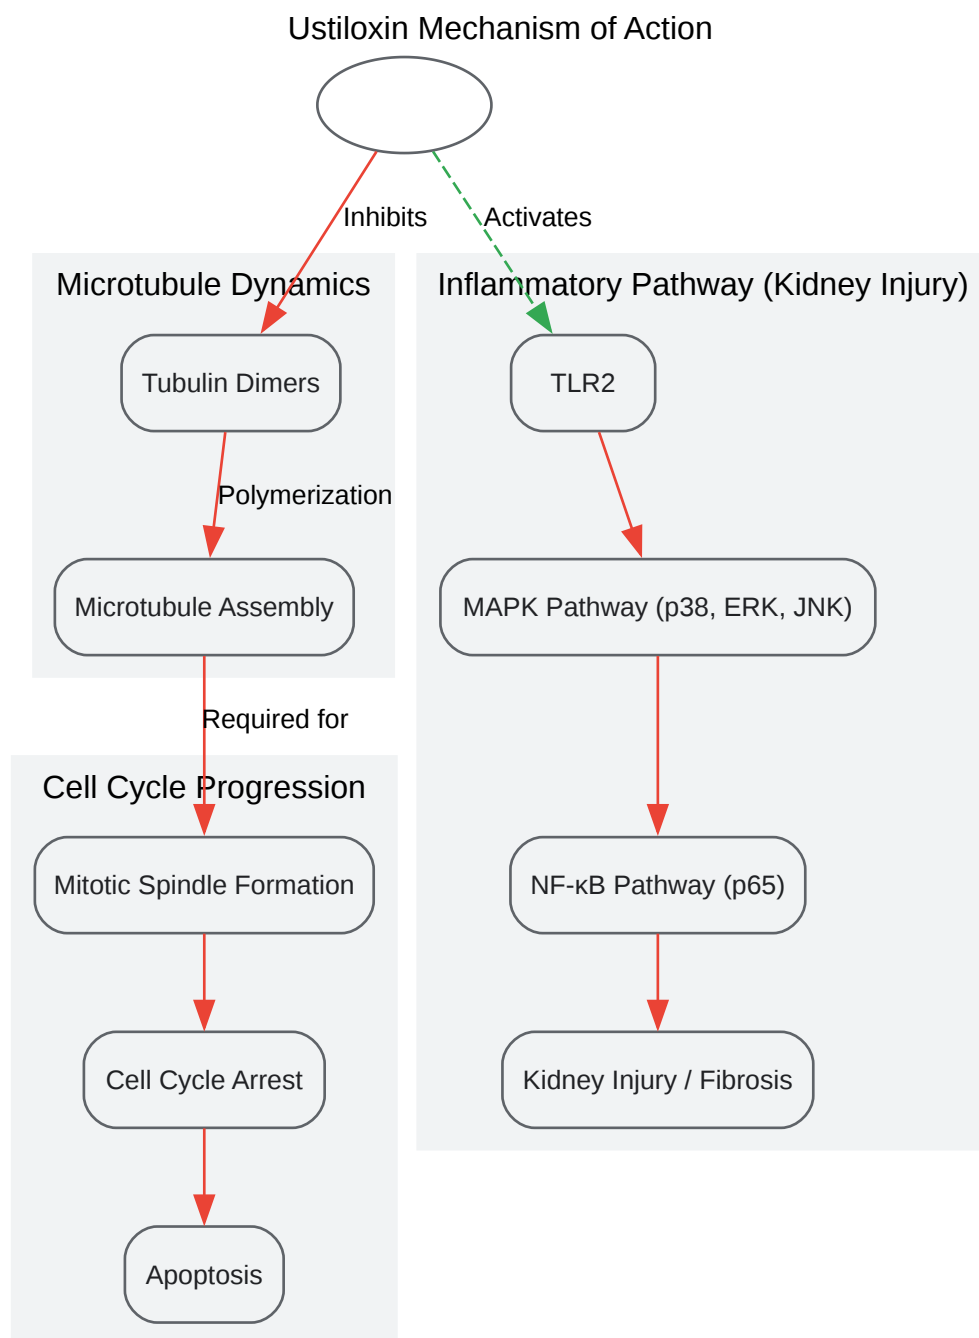 Ustiloxin Mechanism of Action
Inhibits
Activates
Microtubule Dynamics
Tubulin Dimers
Polymerization
Microtubule Assembly
Required for
Cell Cycle Progression
Mitotic Spindle Formation
Cell Cycle Arrest
Apoptosis
Inflammatory Pathway (Kidney Injury)
TLR2
MAPK Pathway (p38, ERK, JNK)
NF-κB Pathway (p65)
Kidney Injury / Fibrosis